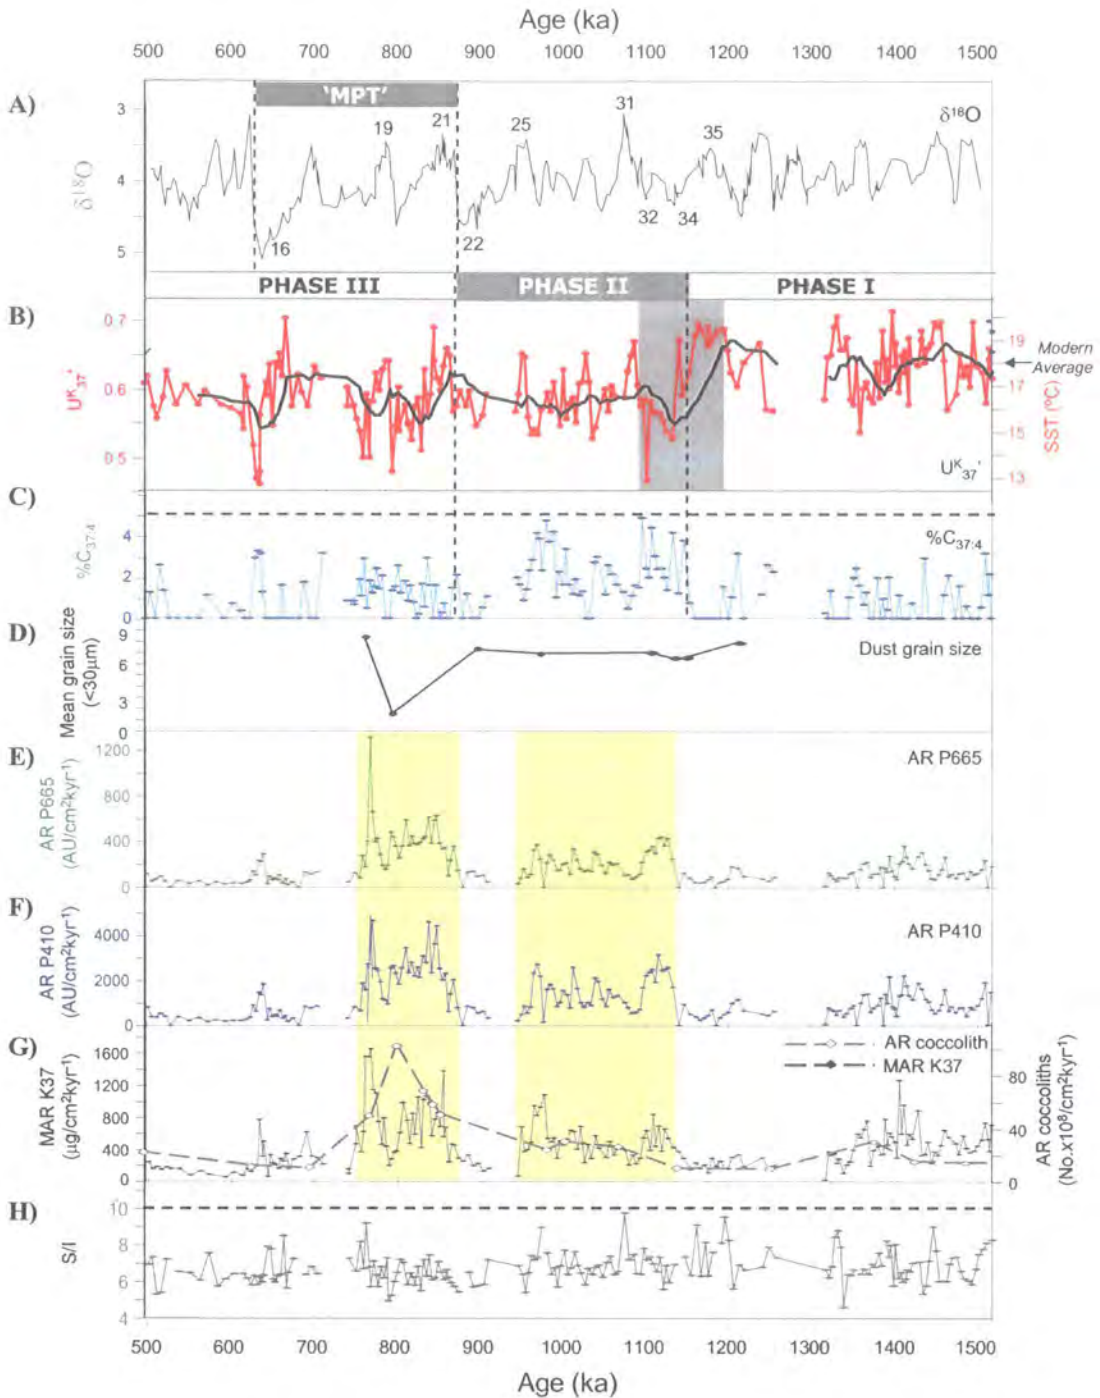 Age (ka)
500 600 700 800 900 1000 1100 1200 1300 1400 1500
A)
'MPT'
3
4
5
δ¹⁸O
δ¹⁸O
16
19
21
22
25
31
32
34
35
PHASE III
PHASE II
PHASE I
B)
0.7
0.6
0.5
Uᴷ₃₇'
19
17
15
13
SST (ºC)
Modern
Average
Uᴷ₃₇'
C)
4
2
0
%C₃₇:₄
%C₃₇:₄
D)
9
6
3
0
Mean grain size
(<30µm)
Dust grain size
E)
1200
800
400
0
AR P665
(AU/cm²kyr⁻¹)
AR P665
F)
4000
2000
0
AR P410
(AU/cm²kyr⁻¹)
AR P410
G)
1600
1200
800
400
0
MAR K37
(µg/cm²kyr⁻¹)
AR coccolith
MAR K37
80
40
0
AR coccoliths
(No.x10⁸/cm²kyr⁻¹)
H)
10
8
6
4
S/I
500 600 700 800 900 1000 1100 1200 1300 1400 1500
Age (ka)